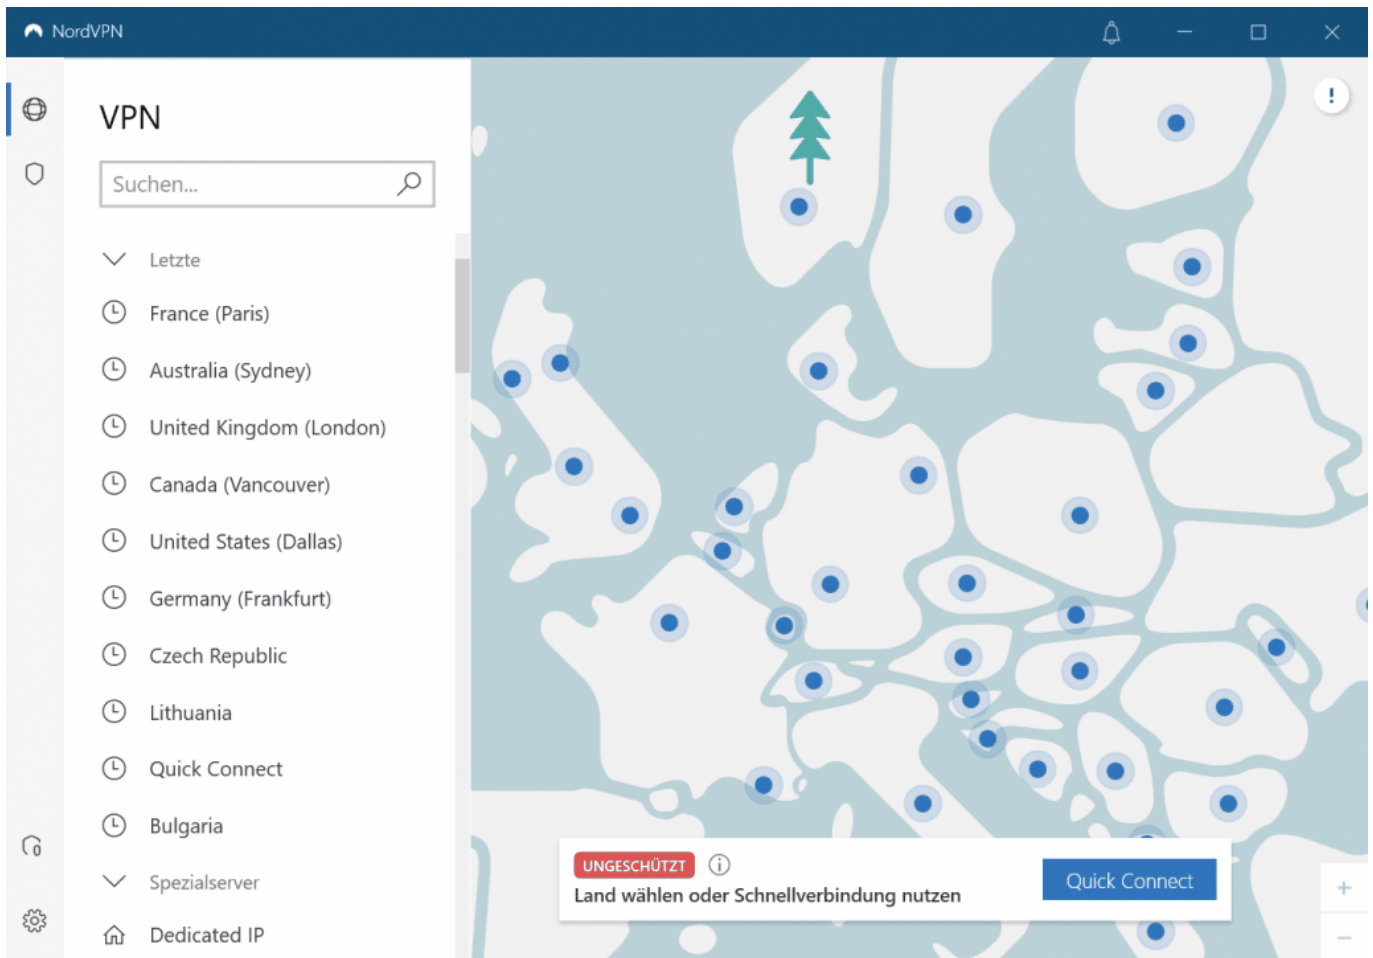 NordVPN
VPN
Suchen...
Letzte
France (Paris)
Australia (Sydney)
United Kingdom (London)
Canada (Vancouver)
United States (Dallas)
Germany (Frankfurt)
Czech Republic
Lithuania
Quick Connect
Bulgaria
Spezialserver
Dedicated IP
UNGESCHÜTZT
Land wählen oder Schnellverbindung nutzen
Quick Connect